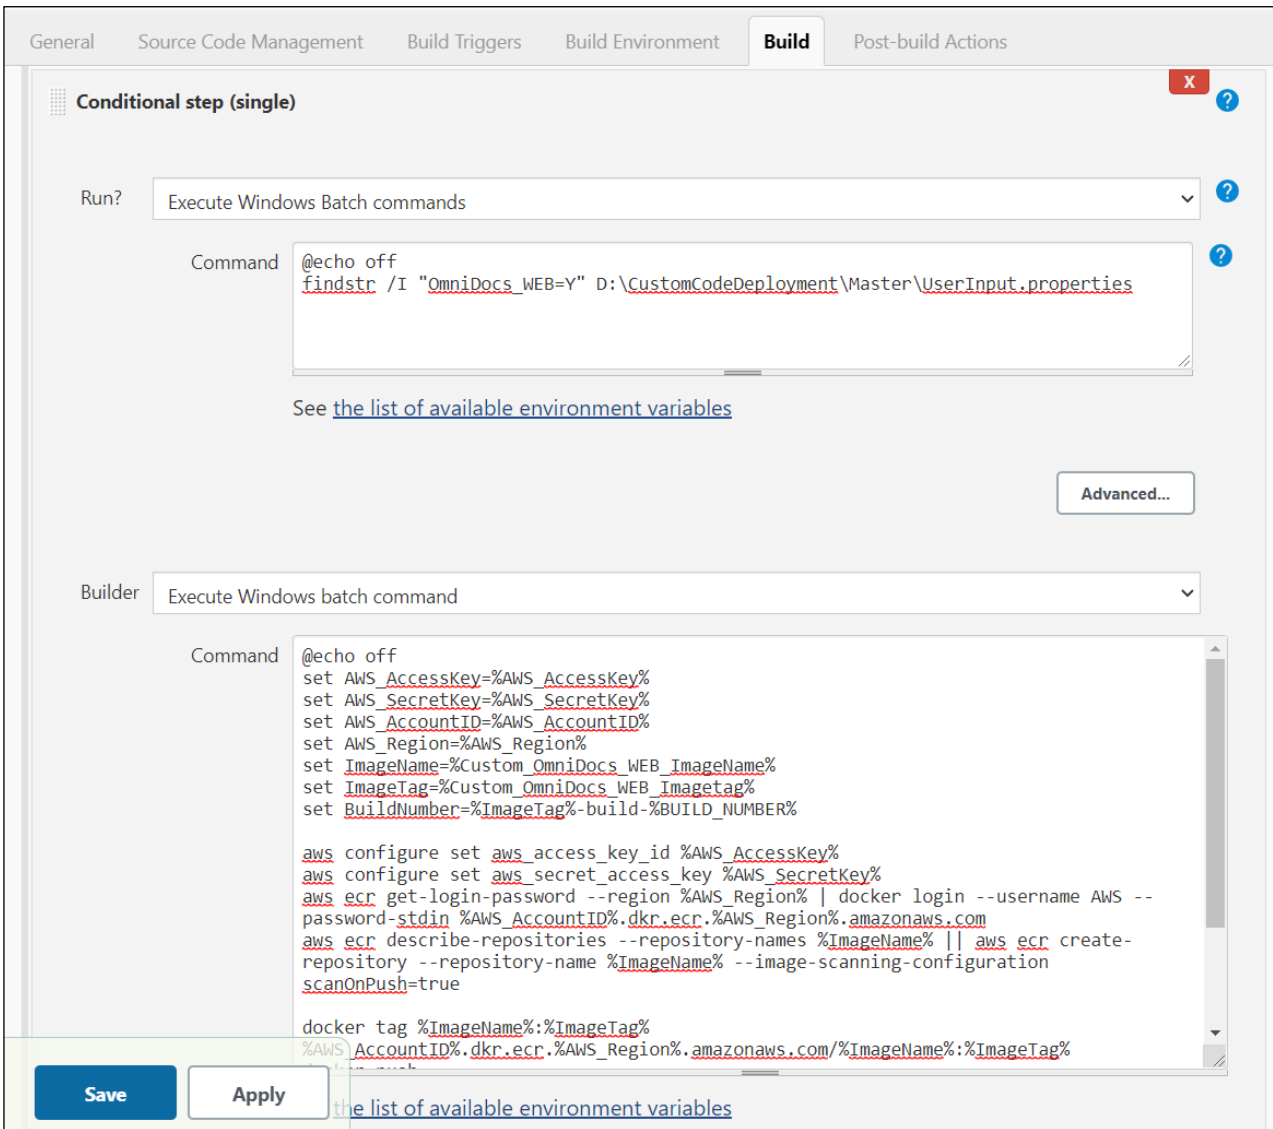 General Source Code Management Build Triggers Build Environment Build Post-build Actions
X
Conditional step (single)
?
Run? Execute Windows Batch commands ?
Command @echo off ?
findstr /I "OmniDocs_WEB=Y" D:\CustomCodeDeployment\Master\UserInput.properties
See the list of available environment variables
Advanced...
Builder Execute Windows batch command
Command @echo off
set AWS_AccessKey=%AWS_AccessKey%
set AWS_SecretKey=%AWS_SecretKey%
set AWS_AccountID=%AWS_AccountID%
set AWS_Region=%AWS_Region%
set ImageName=%Custom_OmniDocs_WEB_ImageName%
set ImageTag=%Custom_OmniDocs_WEB_Imagetag%
set BuildNumber=%ImageTag%-build-%BUILD_NUMBER%
aws configure set aws_access_key_id %AWS_AccessKey%
aws configure set aws_secret_access_key %AWS_SecretKey%
aws ecr get-login-password --region %AWS_Region% | docker login --username AWS --
password-stdin %AWS_AccountID%.dkr.ecr.%AWS_Region%.amazonaws.com
aws ecr describe-repositories --repository-names %ImageName% || aws ecr create-
repository --repository-name %ImageName% --image-scanning-configuration
scanOnPush=true
docker tag %ImageName%:%ImageTag%
%AWS_AccountID%.dkr.ecr.%AWS_Region%.amazonaws.com/%ImageName%:%ImageTag%
Save Apply
the list of available environment variables